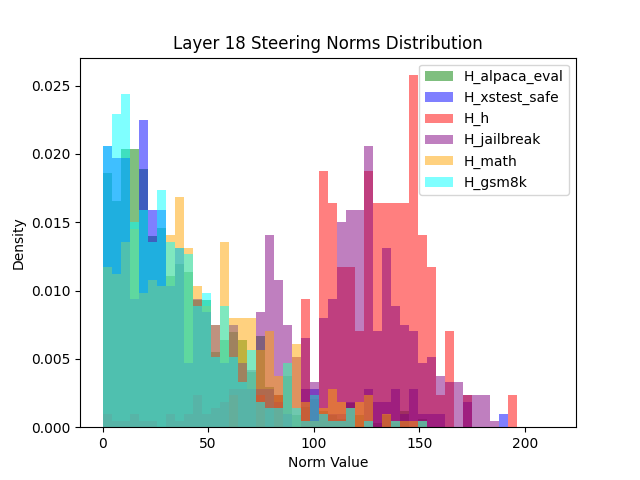 Layer 18 Steering Norms Distribution
H_alpaca_eval
H_xstest_safe
H_h
H_jailbreak
H_math
H_gsm8k
Density
0.025
0.020
0.015
0.010
0.005
0.000
0
50
100
150
200
Norm Value